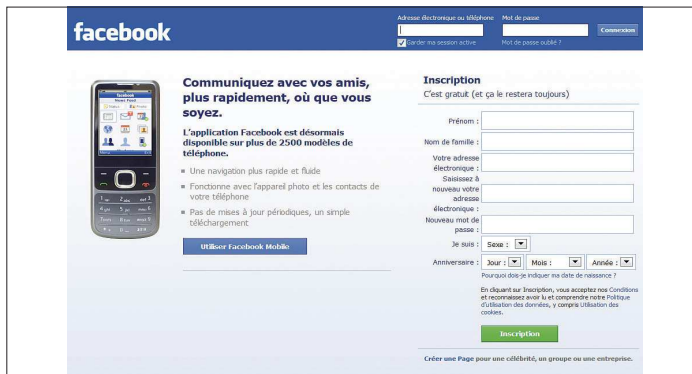 facebook
Adresse électronique ou téléphone
Mot de passe
Connexion
Garder ma session active
Mot de passe oublié ?
Communiquez avec vos amis,
plus rapidement, où que vous
soyez.
L'application Facebook est désormais
disponible sur plus de 2500 modèles de
téléphone.
Une navigation plus rapide et fluide
Fonctionne avec l'appareil photo et les contacts de
votre téléphone
Pas de mises à jour périodiques, un simple
téléchargement
Utiliser Facebook Mobile
Inscription
C'est gratuit (et ça le restera toujours)
Prénom :
Nom de famille :
Votre adresse
électronique :
Saisissez à
nouveau votre
adresse
électronique :
Nouveau mot de
passe :
Je suis :
Sexe :
Anniversaire :
Jour :
Mois :
Année :
Pourquoi dois-je indiquer ma date de naissance ?
En cliquant sur Inscription, vous acceptez nos Conditions
et reconnaissez avoir lu et comprendre notre Politique
d'utilisation des données, y compris Utilisation des
cookies.
Inscription
Créer une Page pour une célébrité, un groupe ou une entreprise.